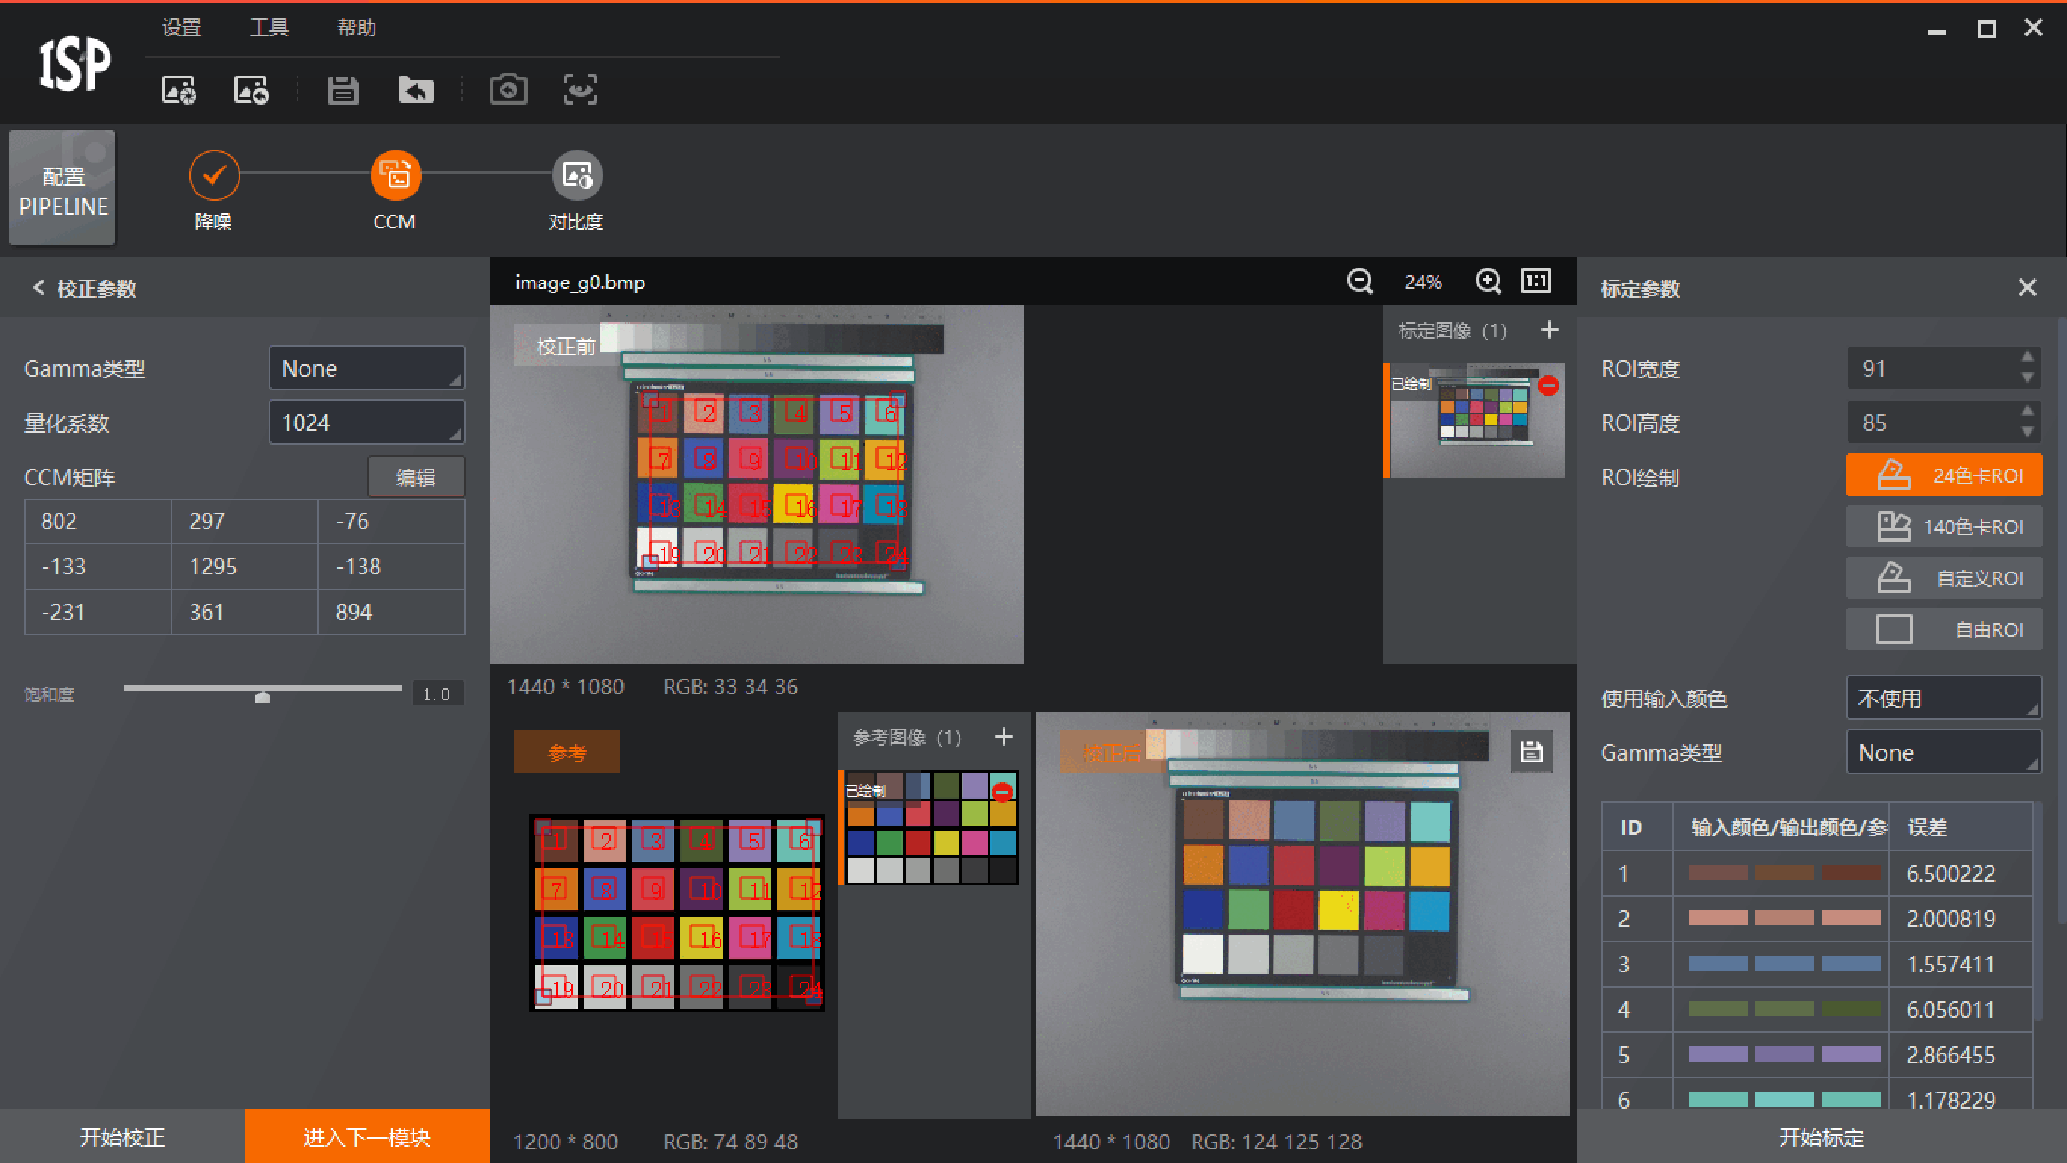 ISP
设置 工具 帮助
配置
PIPELINE
降噪
CCM
对比度
校正参数
Gamma类型
None
量化系数
1024
CCM矩阵
编辑
802 297 -76
-133 1295 -138
-231 361 894
饱和度
1.0
开始校正
进入下一模块
image_g0.bmp
24%
1:1
校正前
1 2 3 4 5 6
7 8 9 10 11 12
13 14 15 16 17 18
19 20 21 22 23 24
标定图像 (1)
已绘制
1440 * 1080 RGB: 33 34 36
参考
1 2 3 4 5 6
7 8 9 10 11 12
13 14 15 16 17 18
19 20 21 22 23 24
参考图像 (1)
已绘制
1200 * 800 RGB: 74 89 48
校正后
1440 * 1080 RGB: 124 125 128
标定参数
ROI宽度
91
ROI高度
85
ROI绘制
24色卡ROI
140色卡ROI
自定义ROI
自由ROI
使用输入颜色
不使用
Gamma类型
None
ID 输入颜色/输出颜色/参 误差
1 6.500222
2 2.000819
3 1.557411
4 6.056011
5 2.866455
6 1.178229
开始标定